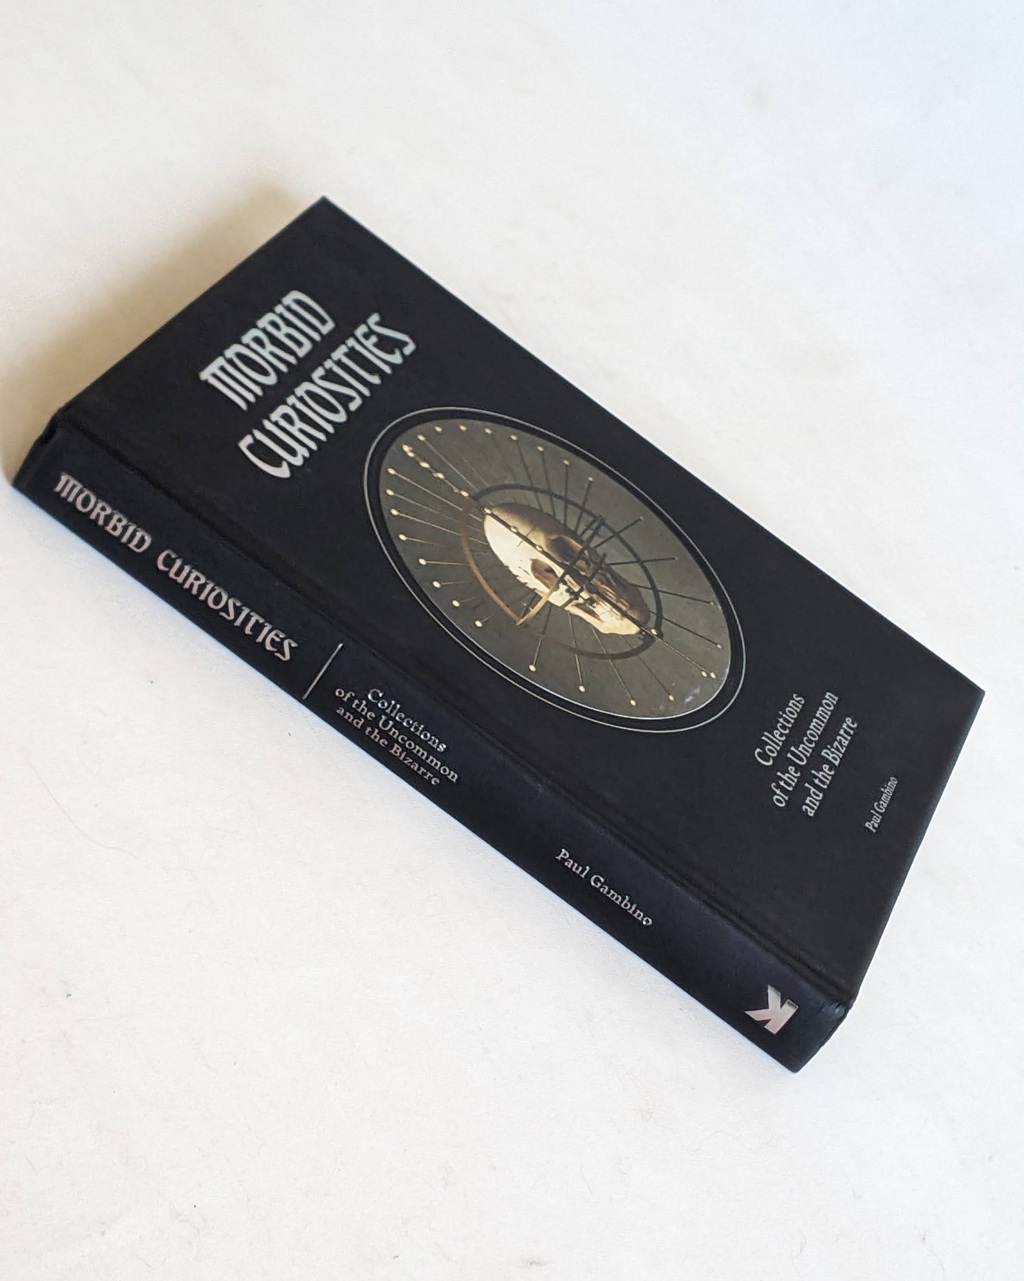 MORBID
CURIOSITIES
Collections
of the Uncommon
and the Bizarre
Paul Gambino
MORBID CURIOSITIES
Collections
of the Uncommon
and the Bizarre
Paul Gambino